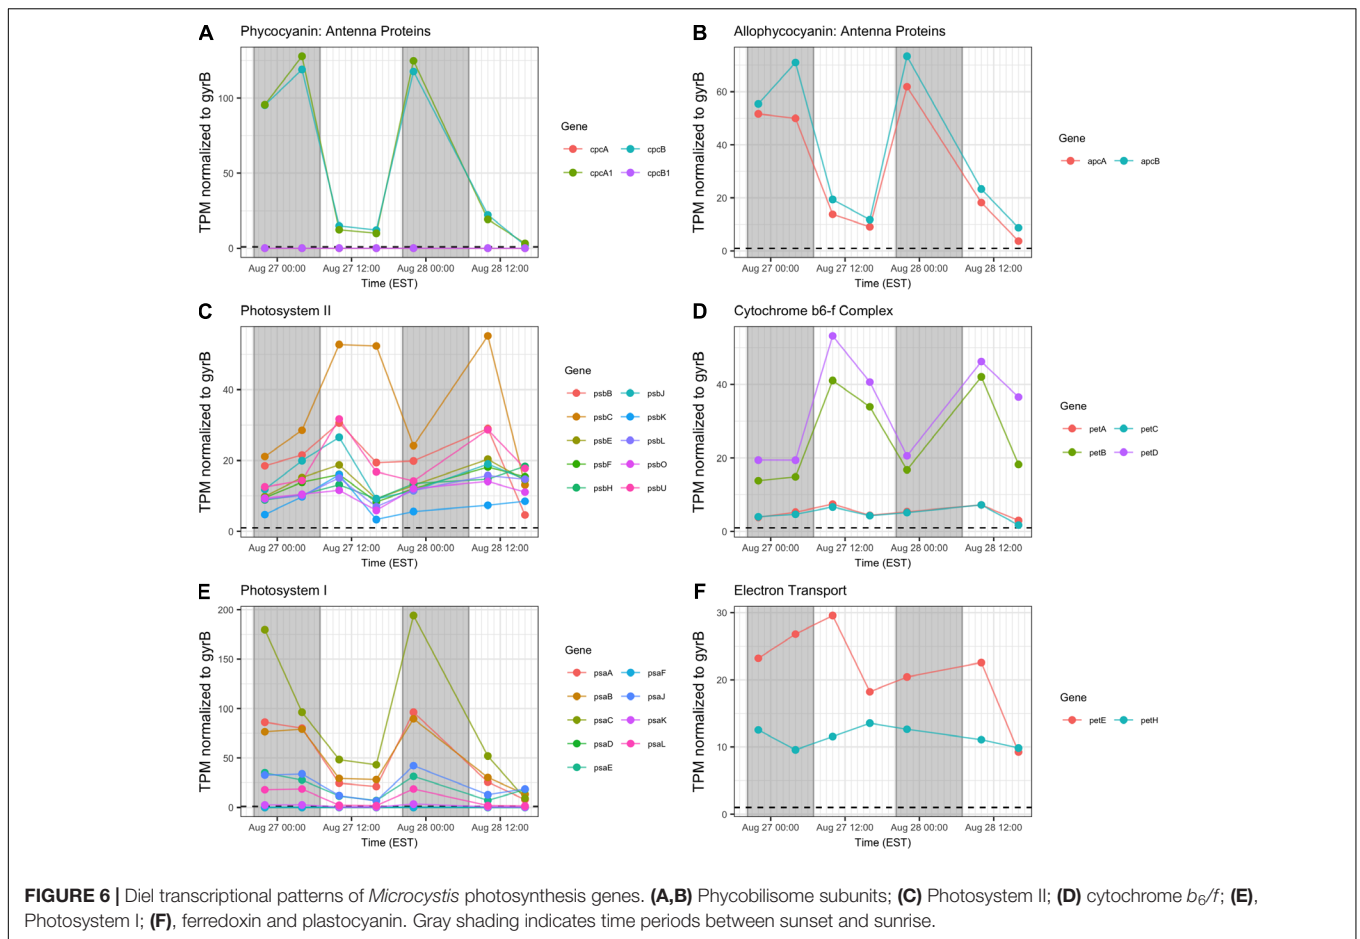 A Phycocyanin: Antenna Proteins
TPM normalized to gyrB
100
50
0
Aug 27 00:00 Aug 27 12:00 Aug 28 00:00 Aug 28 12:00
Time (EST)
Gene
cpcA cpcB
cpcA1 cpcB1
B Allophycocyanin: Antenna Proteins
TPM normalized to gyrB
60
40
20
0
Aug 27 00:00 Aug 27 12:00 Aug 28 00:00 Aug 28 12:00
Time (EST)
Gene
apcA apcB
C Photosystem II
TPM normalized to gyrB
40
20
0
Aug 27 00:00 Aug 27 12:00 Aug 28 00:00 Aug 28 12:00
Time (EST)
Gene
psbB psbJ
psbC psbK
psbE psbL
psbF psbO
psbH psbU
D Cytochrome b6-f Complex
TPM normalized to gyrB
40
20
0
Aug 27 00:00 Aug 27 12:00 Aug 28 00:00 Aug 28 12:00
Time (EST)
Gene
petA petC
petB petD
E Photosystem I
TPM normalized to gyrB
200
150
100
50
0
Aug 27 00:00 Aug 27 12:00 Aug 28 00:00 Aug 28 12:00
Time (EST)
Gene
psaA psaF
psaB psaJ
psaC psaK
psaD psaL
psaE
F Electron Transport
TPM normalized to gyrB
30
20
10
0
Aug 27 00:00 Aug 27 12:00 Aug 28 00:00 Aug 28 12:00
Time (EST)
Gene
petE petH
FIGURE 6 | Diel transcriptional patterns of Microcystis photosynthesis genes. (A,B) Phycobilisome subunits; (C) Photosystem II; (D) cytochrome b6/f; (E),
Photosystem I; (F), ferredoxin and plastocyanin. Gray shading indicates time periods between sunset and sunrise.